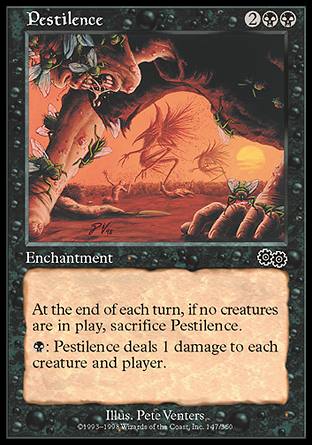 Pestilence 2
PV 98
Enchantment
At the end of each turn, if no creatures
are in play, sacrifice Pestilence.
: Pestilence deals 1 damage to each
creature and player.
Illus. Pete Venters
©1993-1998 Wizards of the Coast, Inc. 147/350